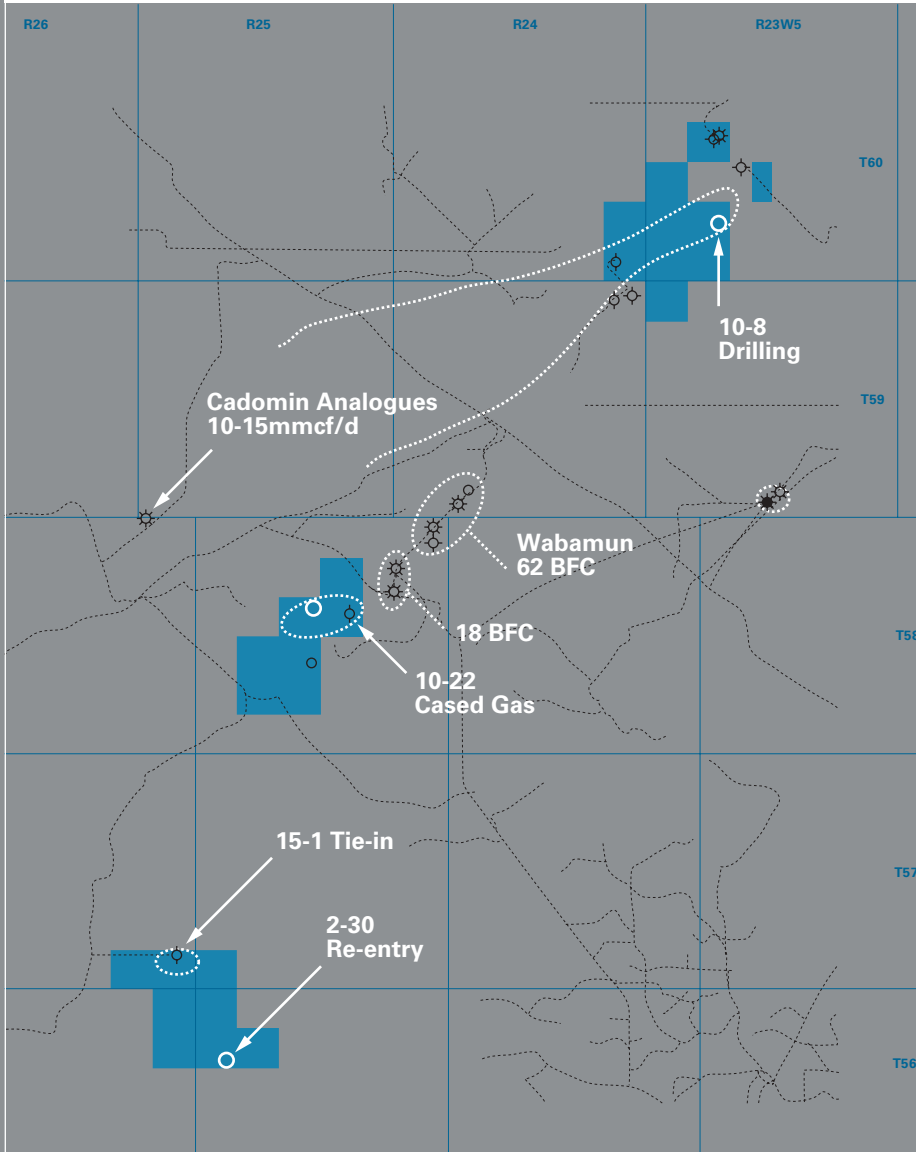 R26
R25
R24
R23W5
T60
10-8
Drilling
T59
Cadomin Analogues
10-15mmcf/d
Wabamun
62 BFC
18 BFC
T58
10-22
Cased Gas
15-1 Tie-in
T57
2-30
Re-entry
T56